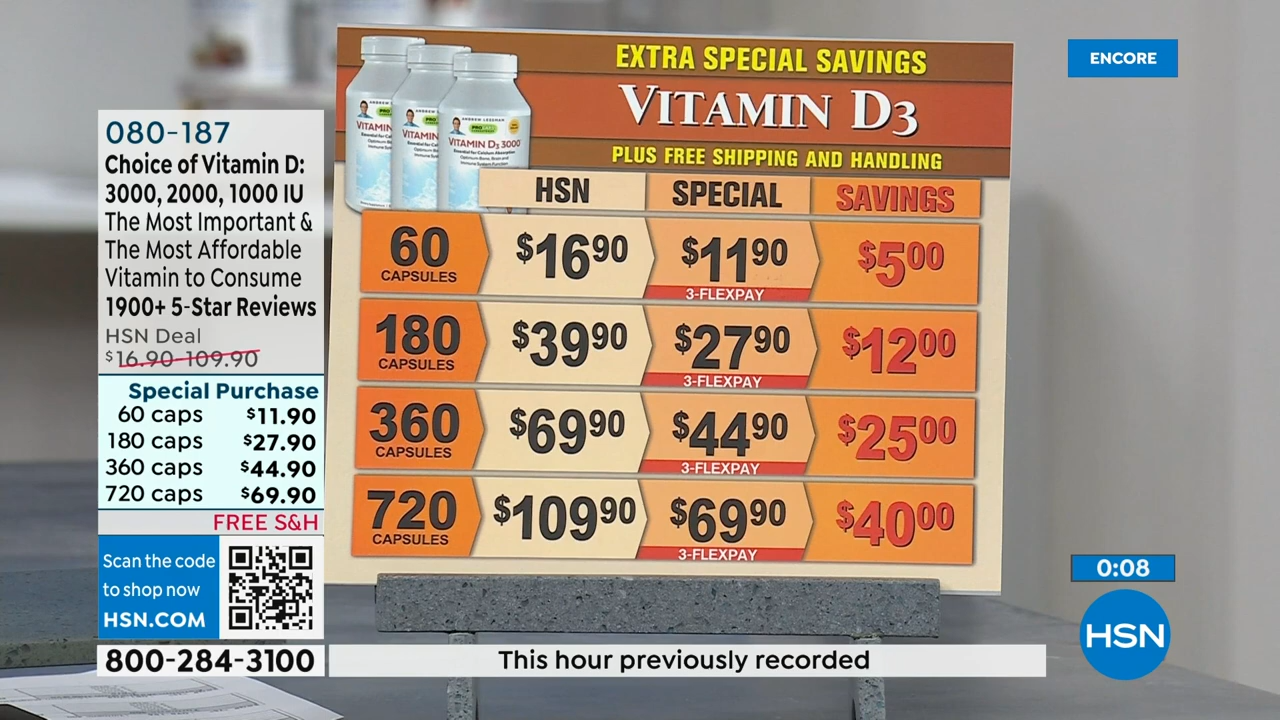 ENCORE
080-187
Choice of Vitamin D:
3000, 2000, 1000 IU
The Most Important &
The Most Affordable
Vitamin to Consume
1900+ 5-Star Reviews
HSN Deal
$16.90-109.90
Special Purchase
60 caps $11.90
180 caps $27.90
360 caps $44.90
720 caps $69.90
FREE S&H
Scan the code
to shop now
HSN.COM
800-284-3100
This hour previously recorded
0:08
HSN
EXTRA SPECIAL SAVINGS
VITAMIN D3
PLUS FREE SHIPPING AND HANDLING
ANDREW LESSMAN
VITAMIN D3 3000
Essential for Calcium Absorption
HSN SPECIAL SAVINGS
60 CAPSULES $16.90 $11.90 $5.00
3-FLEXPAY
180 CAPSULES $39.90 $27.90 $12.00
3-FLEXPAY
360 CAPSULES $69.90 $44.90 $25.00
3-FLEXPAY
720 CAPSULES $109.90 $69.90 $40.00
3-FLEXPAY